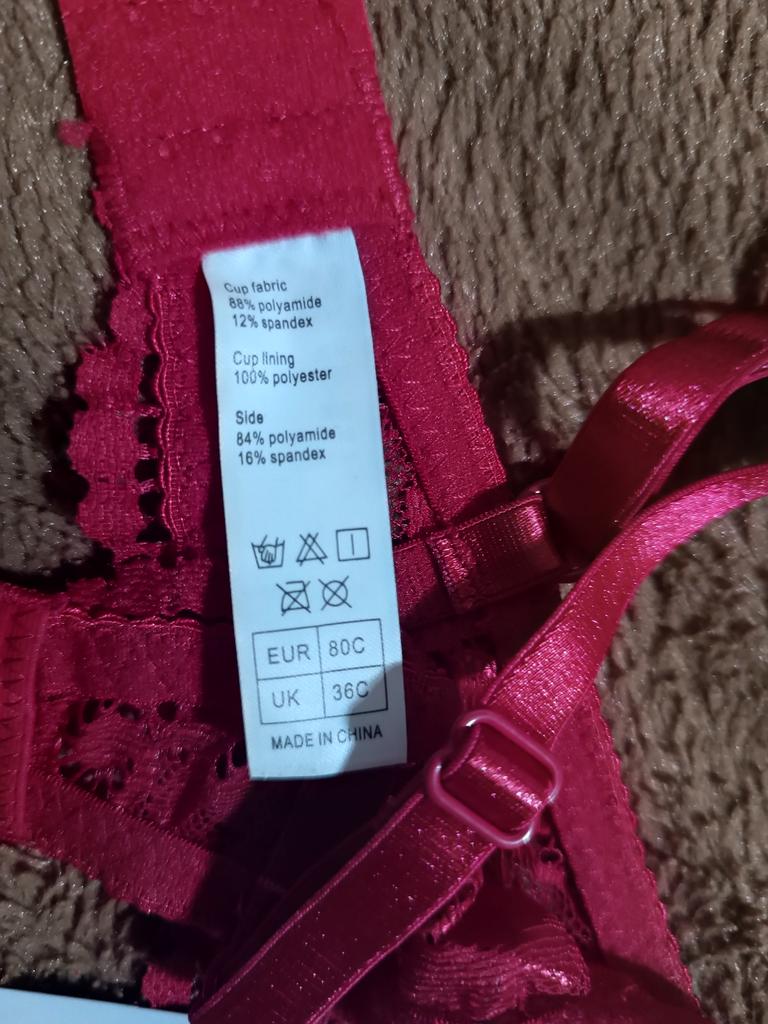 Cup fabric
88% polyamide
12% spandex
Cup lining
100% polyester
Side
84% polyamide
16% spandex
EUR 80C
UK 36C
MADE IN CHINA